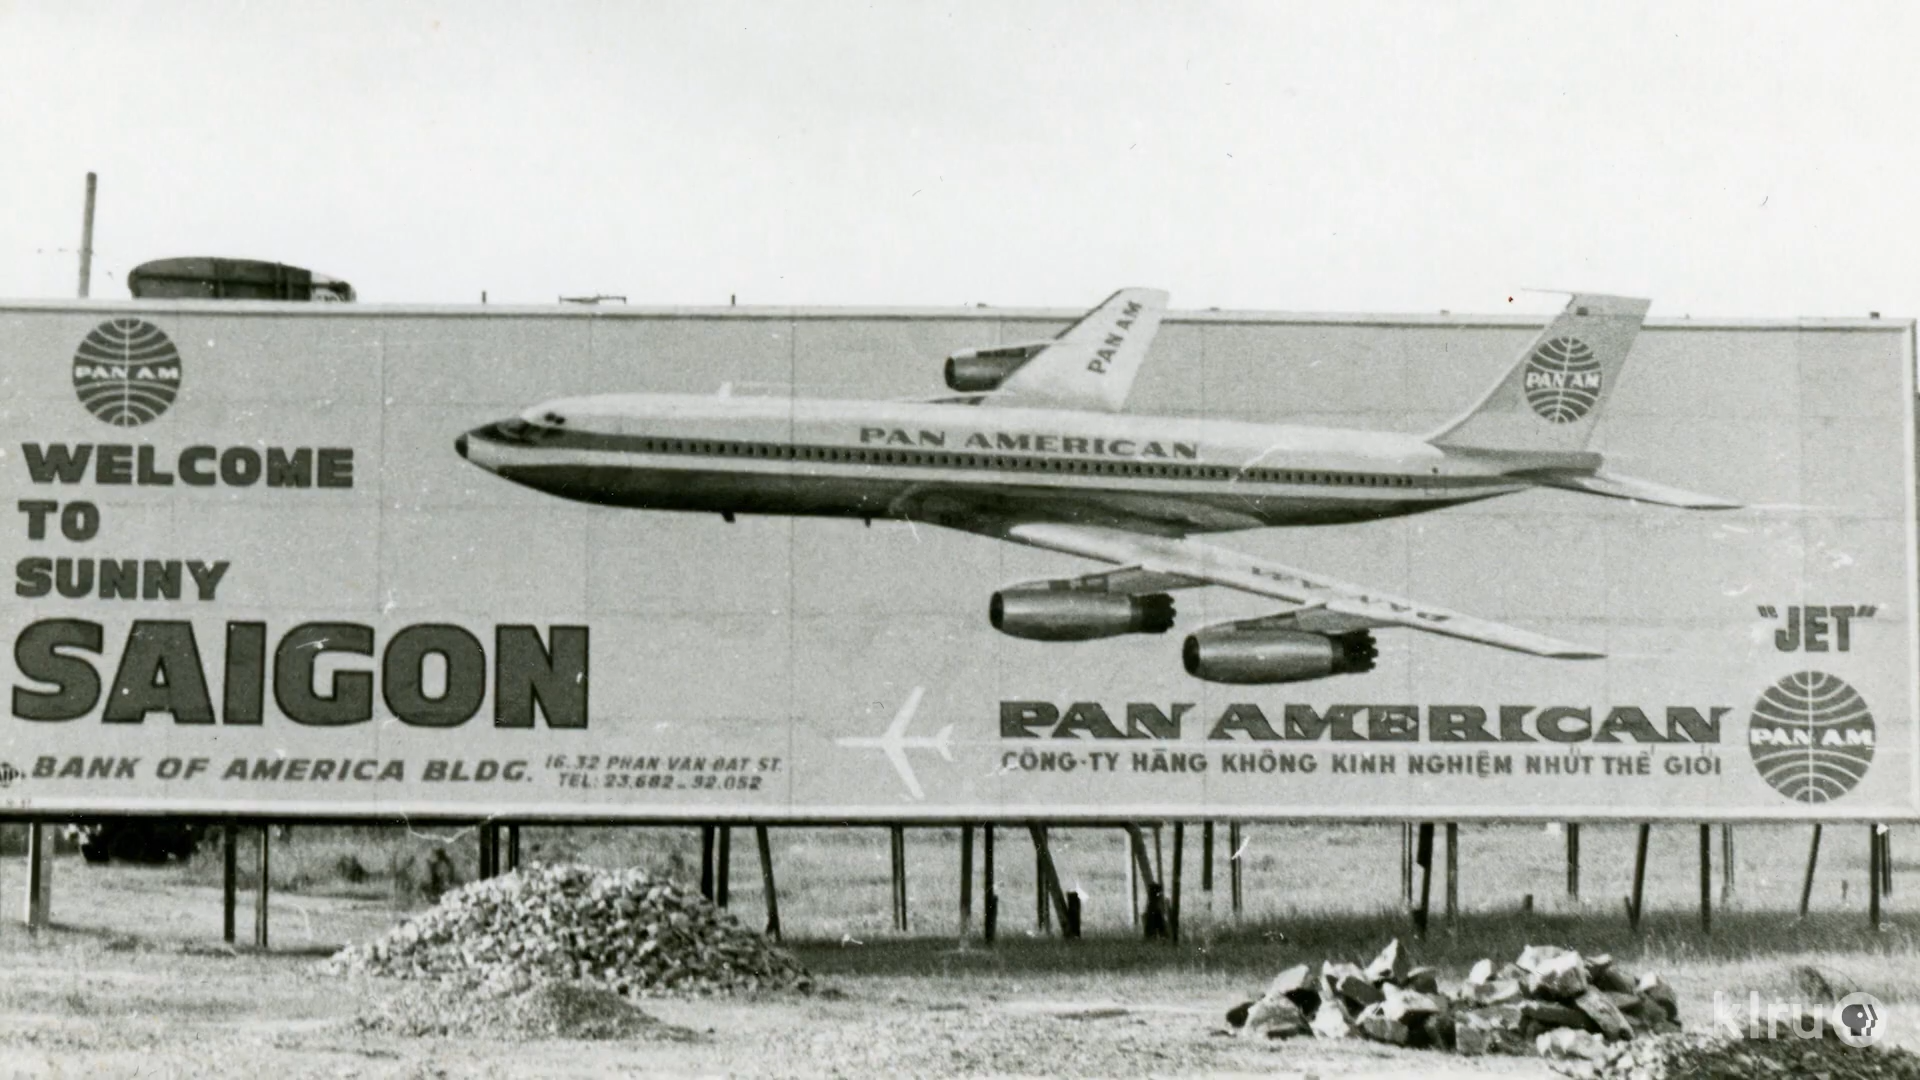 PAN AM
WELCOME
TO
SUNNY
SAIGON
BANK OF AMERICA BLDG.
16.32 PHAN VAN ĐAT ST.
TEL: 23.682_92.052
PAN AM
PAN AMERICAN
PAN AM
"JET"
PAN AMERICAN
CÔNG-TY HÃNG KHÔNG KINH NGHIỆM NHỨT THẾ GIỚI
PAN AM
klru